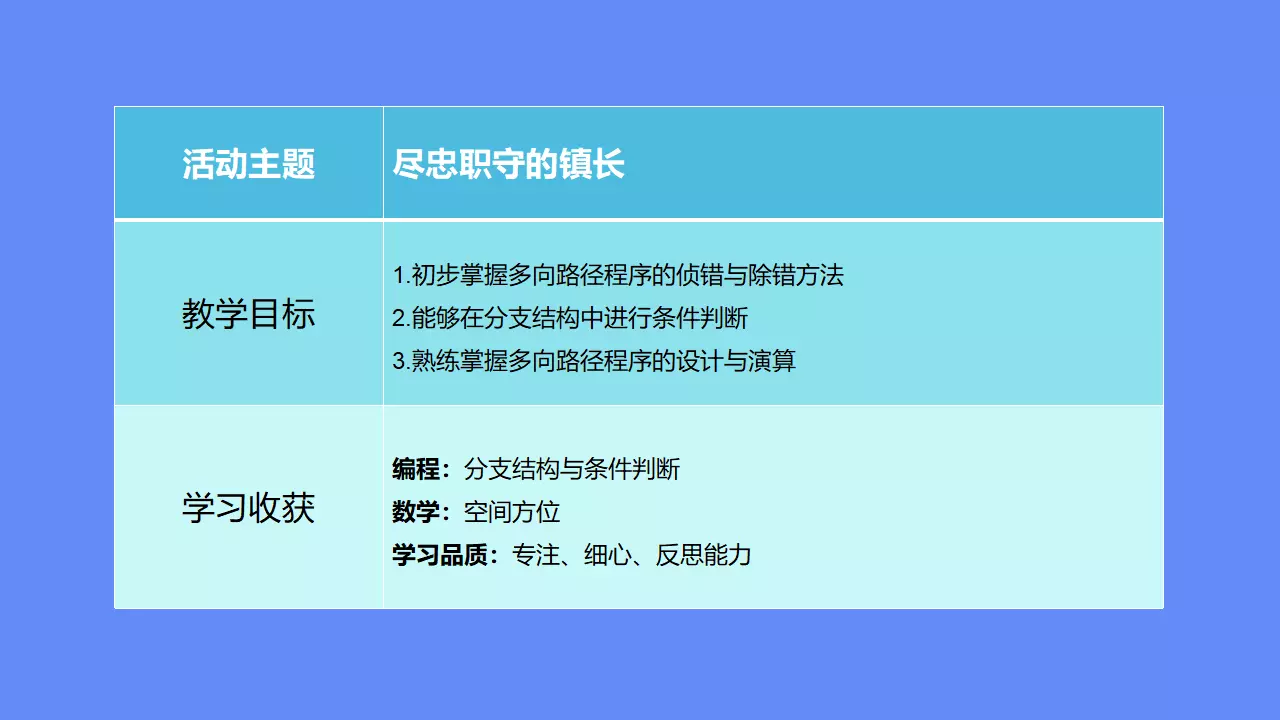 活动主题
尽忠职守的镇长
教学目标
1.初步掌握多向路径程序的侦错与除错方法
2.能够在分支结构中进行条件判断
3.熟练掌握多向路径程序的设计与演算
学习收获
编程：分支结构与条件判断
数学：空间方位
学习品质：专注、细心、反思能力